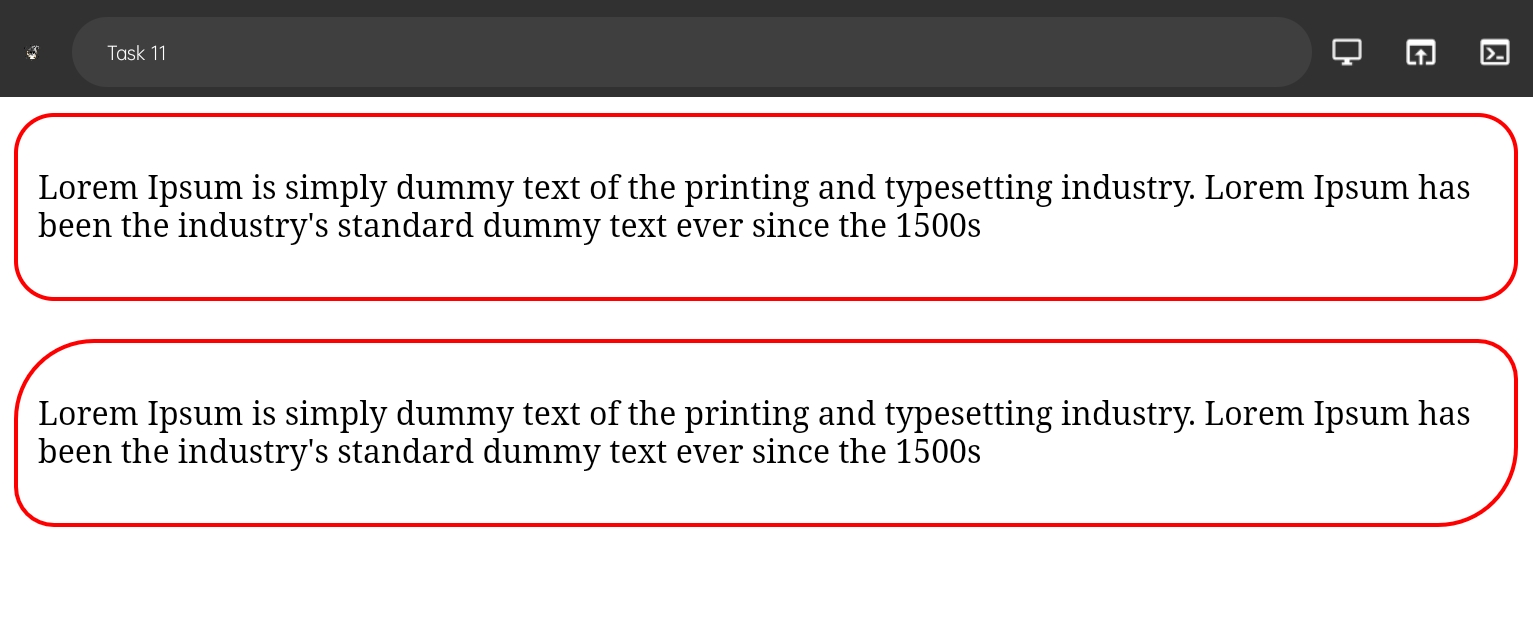 Task 11
Lorem Ipsum is simply dummy text of the printing and typesetting industry. Lorem Ipsum has
been the industry's standard dummy text ever since the 1500s
Lorem Ipsum is simply dummy text of the printing and typesetting industry. Lorem Ipsum has
been the industry's standard dummy text ever since the 1500s